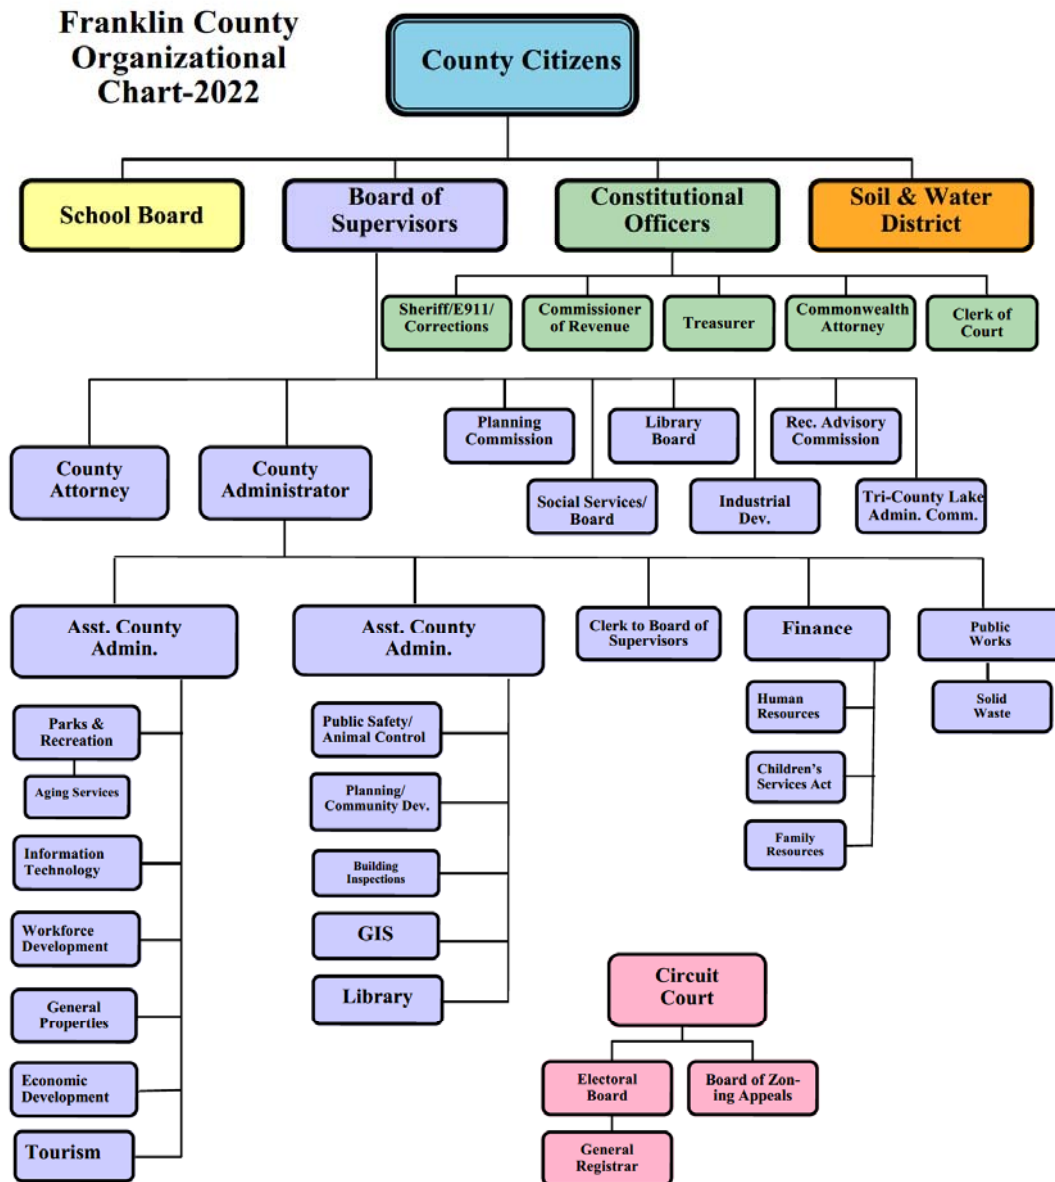 Franklin County
Organizational
Chart-2022
County Citizens
School Board
Board of
Supervisors
Constitutional
Officers
Soil & Water
District
Sheriff/E911/
Corrections
Commissioner
of Revenue
Treasurer
Commonwealth
Attorney
Clerk of
Court
Planning
Commission
Library
Board
Rec. Advisory
Commission
County
Attorney
County
Administrator
Social Services/
Board
Industrial
Dev.
Tri-County Lake
Admin. Comm.
Asst. County
Admin.
Asst. County
Admin.
Clerk to Board of
Supervisors
Finance
Public
Works
Parks &
Recreation
Aging Services
Information
Technology
Workforce
Development
General
Properties
Economic
Development
Tourism
Public Safety/
Animal Control
Planning/
Community Dev.
Building
Inspections
GIS
Library
Human
Resources
Children's
Services Act
Family
Resources
Solid
Waste
Circuit
Court
Electoral
Board
Board of Zon-
ing Appeals
General
Registrar